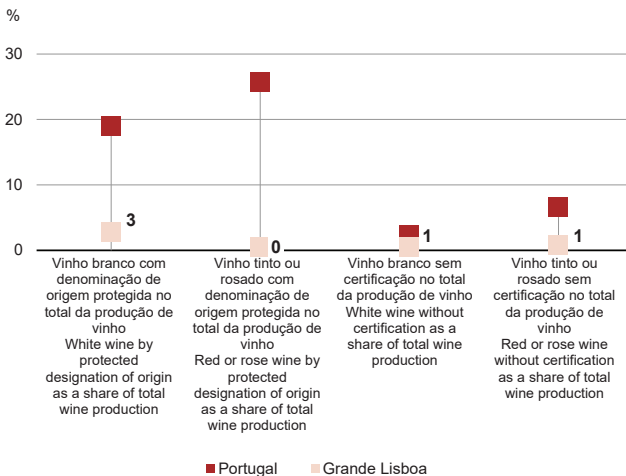 %
30
20
10
0
3
0
1
1
Vinho branco com
denominação de
origem protegida no
total da produção de
vinho
White wine by
protected
designation of origin
as a share of total
wine production
Vinho tinto ou
rosado com
denominação de
origem protegida no
total da produção de
vinho
Red or rose wine by
protected
designation of origin
as a share of total
wine production
Vinho branco sem
certificação no total
da produção de vinho
White wine without
certification as a
share of total wine
production
Vinho tinto ou
rosado sem
certificação no total
da produção de
vinho
Red or rose wine
without certification
as a share of total
wine production
Portugal
Grande Lisboa